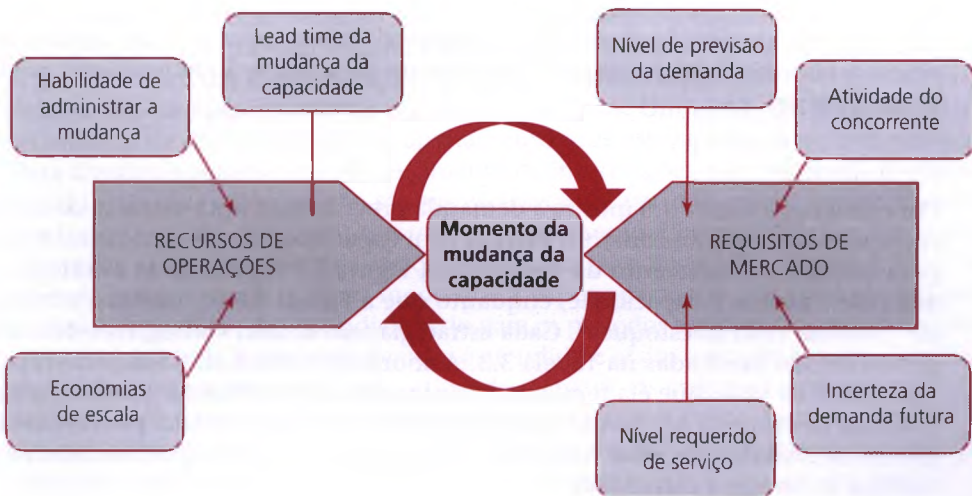 Lead time da
mudança da
capacidade
Nível de previsão
da demanda
Habilidade de
administrar a
mudança
Atividade do
concorrente
RECURSOS DE
OPERAÇÕES
Momento da
mudança da
capacidade
REQUISITOS DE
MERCADO
Economias
de escala
Nível requerido
de serviço
Incerteza da
demanda futura